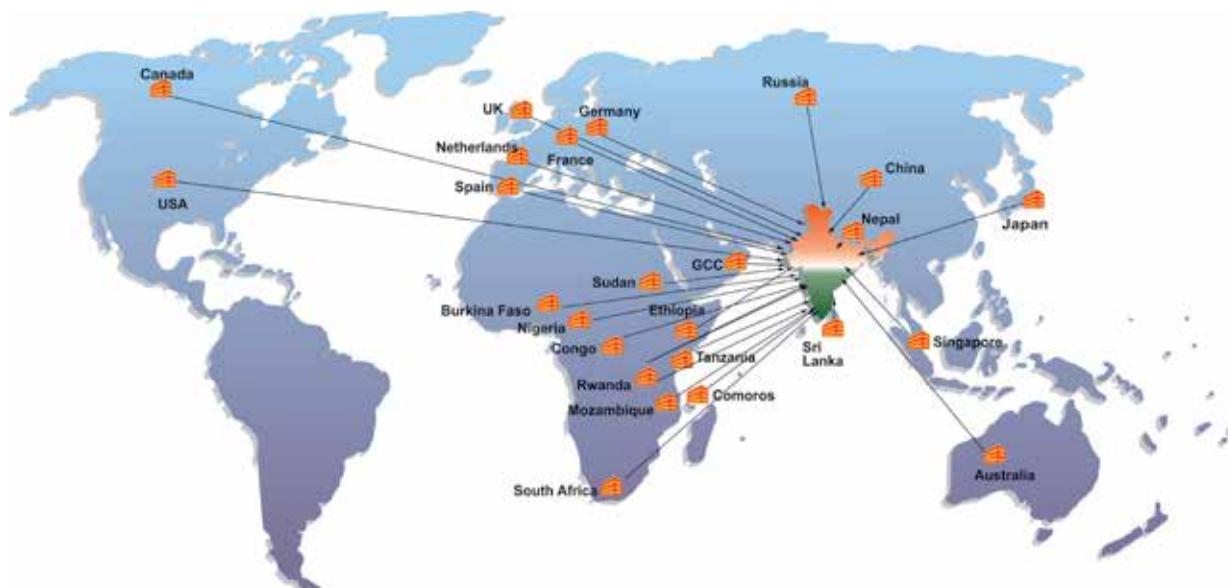 Canada
Russia
UK
Germany
Netherlands
France
China
Spain
USA
Nepal
Japan
GCC
Sudan
Burkina Faso
Ethiopia
Nigeria
Congo
Singapore
Sri
Lanka
Tanzania
Rwanda
Comoros
Mozambique
Australia
South Africa